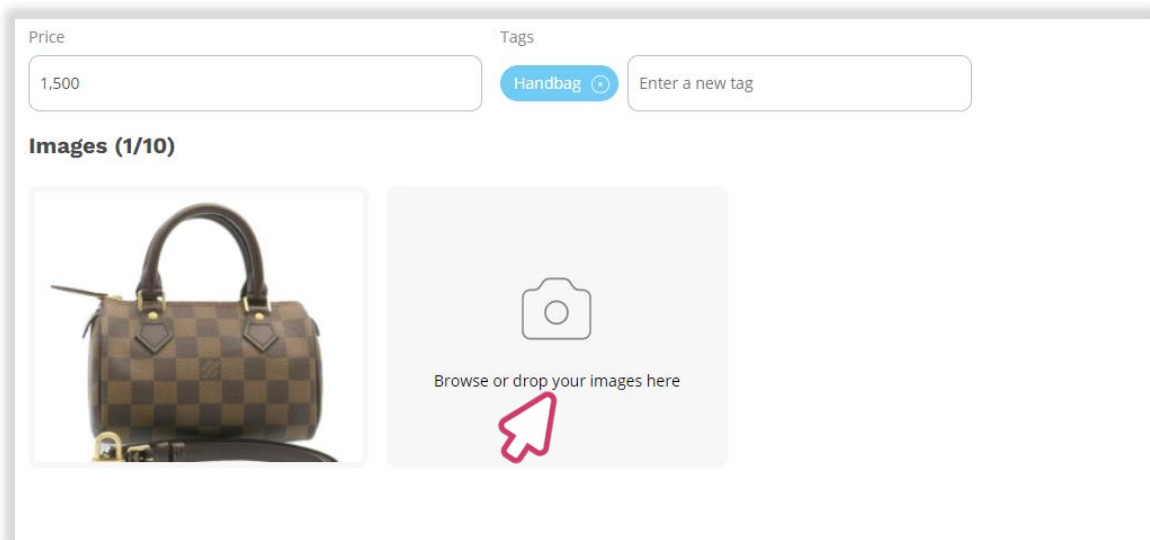 Price
Tags
1,500
Handbag
Enter a new tag
Images (1/10)
Browse or drop your images here